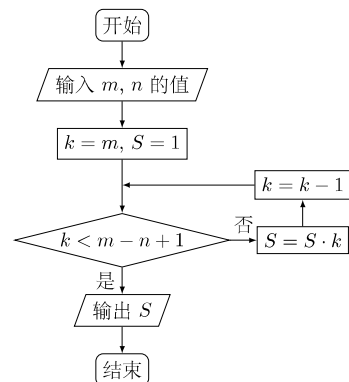 开始
输入 m, n 的值
k = m, S = 1
k = k − 1
k < m − n + 1
否
S = S · k
是
输出 S
结束